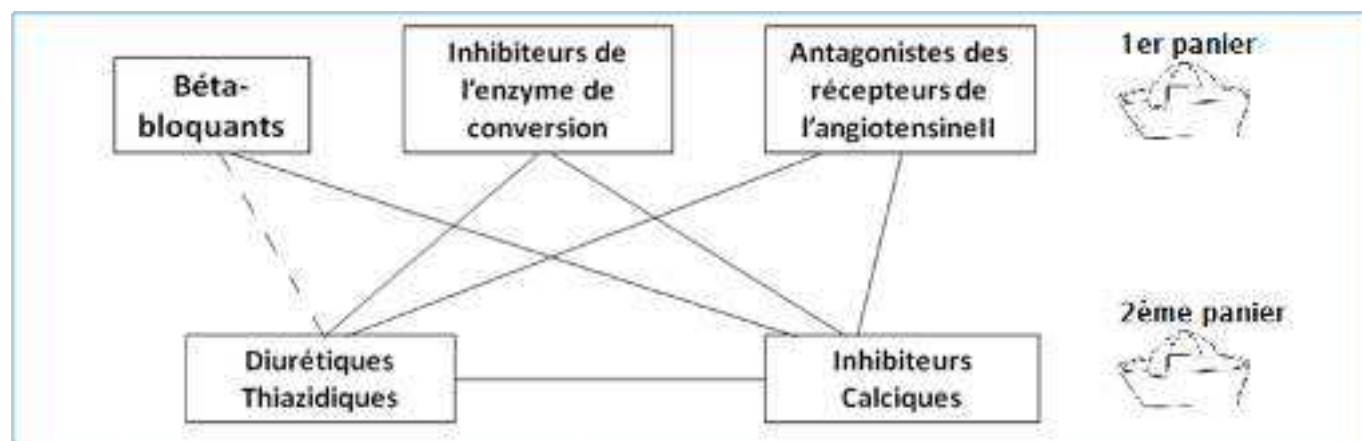 Béta-
bloquants
Inhibiteurs de
l'enzyme de
conversion
Antagonistes des
récepteurs de
l'angiotensineII
1er panier
2ème panier
Diurétiques
Thiazidiques
Inhibiteurs
Calciques